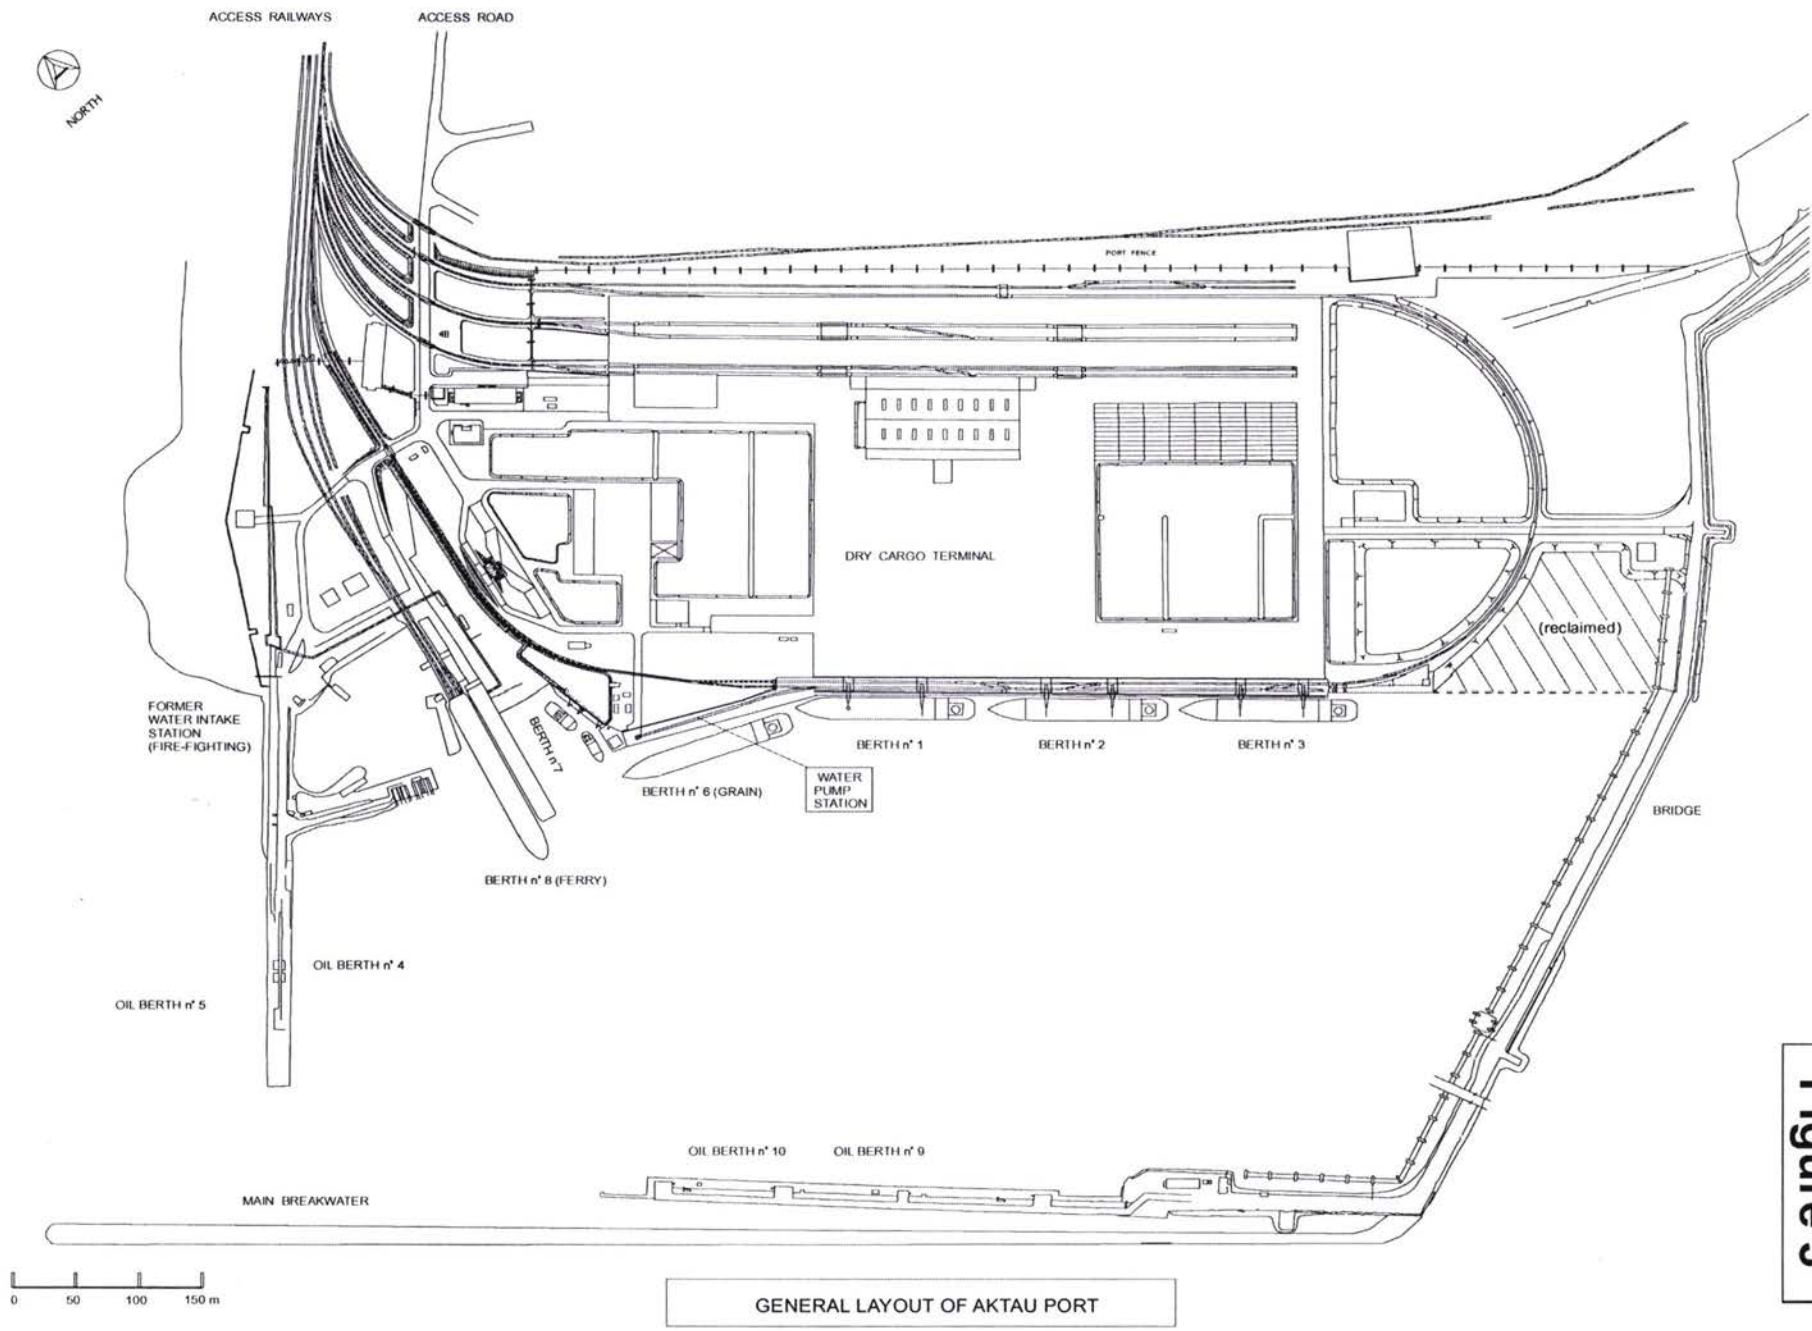 ACCESS RAILWAYS
ACCESS ROAD
NORTH
PORT FENCE
DRY CARGO TERMINAL
(reclaimed)
FORMER
WATER INTAKE
STATION
(FIRE-FIGHTING)
BERTH n° 7
BERTH n° 1
BERTH n° 2
BERTH n° 3
BERTH n° 6 (GRAIN)
WATER
PUMP
STATION
BRIDGE
BERTH n° 8 (FERRY)
OIL BERTH n° 4
OIL BERTH n° 5
OIL BERTH n° 10
OIL BERTH n° 9
MAIN BREAKWATER
0 50 100 150 m
GENERAL LAYOUT OF AKTAU PORT